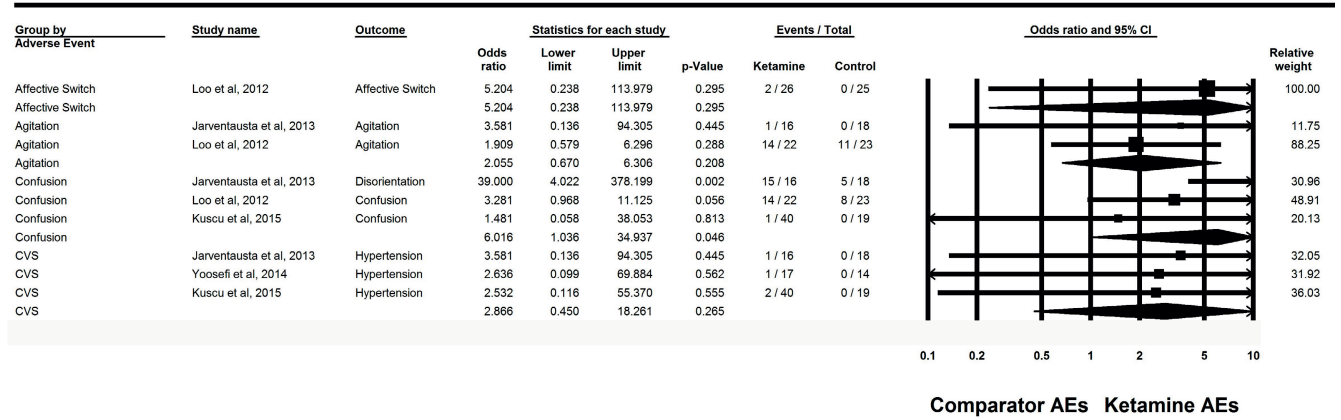 Group by Study name Outcome Statistics for each study Events / Total Odds ratio and 95% CI
Adverse Event
Odds ratio Lower limit Upper limit p-Value Ketamine Control Relative weight
Affective Switch Loo et al, 2012 Affective Switch 5.204 0.238 113.979 0.295 2 / 26 0 / 25 100.00
Affective Switch 5.204 0.238 113.979 0.295
Agitation Jarventausta et al, 2013 Agitation 3.581 0.136 94.305 0.445 1 / 16 0 / 18 11.75
Agitation Loo et al, 2012 Agitation 1.909 0.579 6.296 0.288 14 / 22 11 / 23 88.25
Agitation 2.055 0.670 6.306 0.208
Confusion Jarventausta et al, 2013 Disorientation 39.000 4.022 378.199 0.002 15 / 16 5 / 18 30.96
Confusion Loo et al, 2012 Confusion 3.281 0.968 11.125 0.056 14 / 22 8 / 23 48.91
Confusion Kuscu et al, 2015 Confusion 1.481 0.058 38.053 0.813 1 / 40 0 / 19 20.13
Confusion 6.016 1.036 34.937 0.046
CVS Jarventausta et al, 2013 Hypertension 3.581 0.136 94.305 0.445 1 / 16 0 / 18 32.05
CVS Yoosefi et al, 2014 Hypertension 2.636 0.099 69.884 0.562 1 / 17 0 / 14 31.92
CVS Kuscu et al, 2015 Hypertension 2.532 0.116 55.370 0.555 2 / 40 0 / 19 36.03
CVS 2.866 0.450 18.261 0.265
0.1 0.2 0.5 1 2 5 10
Comparator AEs Ketamine AEs